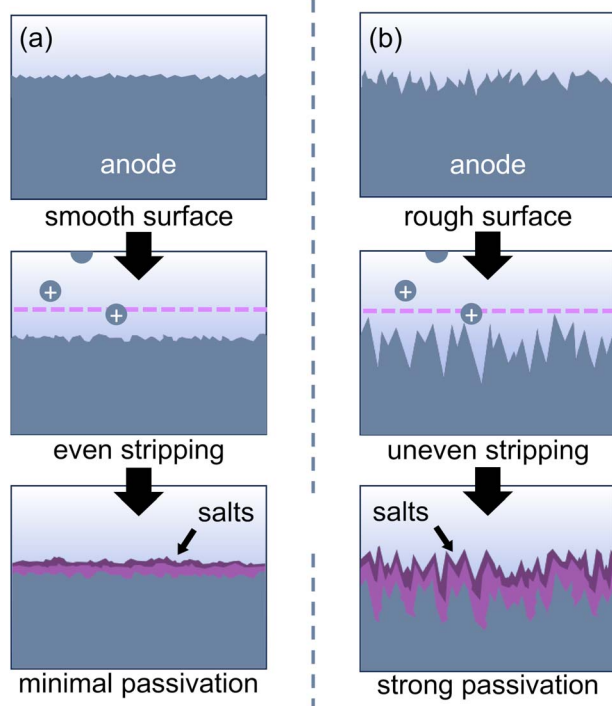 (a)
anode
smooth surface
+
+
even stripping
salts
minimal passivation
(b)
anode
rough surface
+
+
uneven stripping
salts
strong passivation